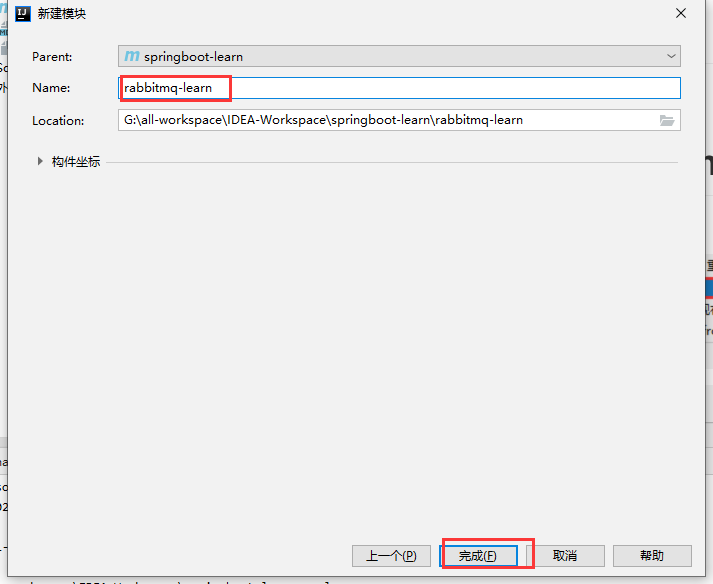 新建模块
Parent:
m springboot-learn
Name:
rabbitmq-learn
Location:
G:\all-workspace\IDEA-Workspace\springboot-learn\rabbitmq-learn
构件坐标
上一个(P)
完成(F)
取消
帮助